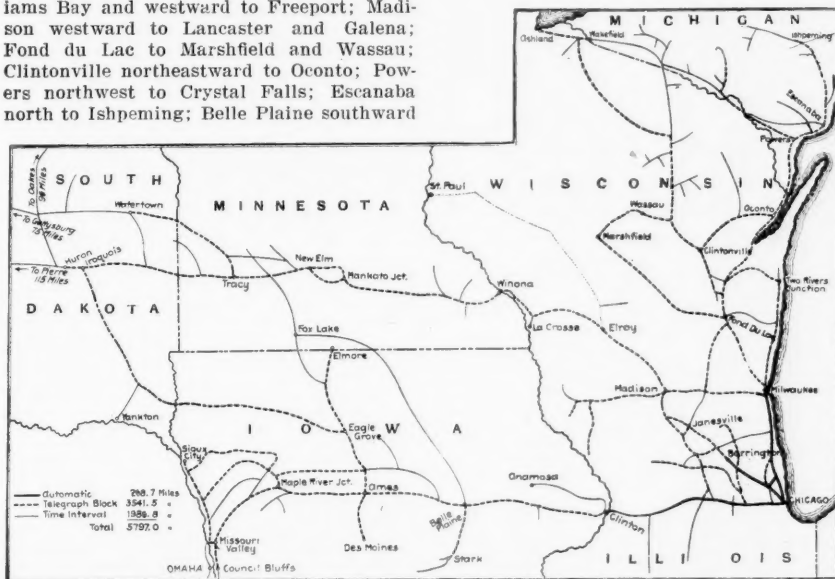 iams Bay and westward to Freeport; Madi-
son westward to Lancaster and Galena;
Fond du Lac to Marshfield and Wassau;
Clintonville northeastward to Oconto; Pow-
ers northwest to Crystal Falls; Escanaba
north to Ishpeming; Belle Plaine southward
MICHIGAN
Ashland
Wakefield
Ishpeming
Escanaba
Powers
To Oakes
94 Miles
SOUTH
Watertown
MINNESOTA
St. Paul
WISCONSIN
Wassau
Oconto
To Gettysburg
75 Miles
Huron
Iroquois
New Elm
Marshfield
Clintonville
To Pierre
115 Miles
Tracy
Mankato Jct.
Winona
Two Rivers
Junction
DAKOTA
Fox Lake
La Crosse
Elroy
Fond Du Lac
Elmore
Madison
Milwaukee
Yankton
IOWA
Eagle
Grove
Janesville
Sioux
City
Barrington
Maple River Jct.
Ames
Anamosa
Automatic 268.7 Miles
Telegraph Block 3541.5 "
Time Interval 1986.8 "
Total 5797.0 "
Belle
Plaine
Clinton
CHICAGO
Missouri
Valley
Des Moines
Stark
ILLI OIS
OMAHA
Council Bluffs